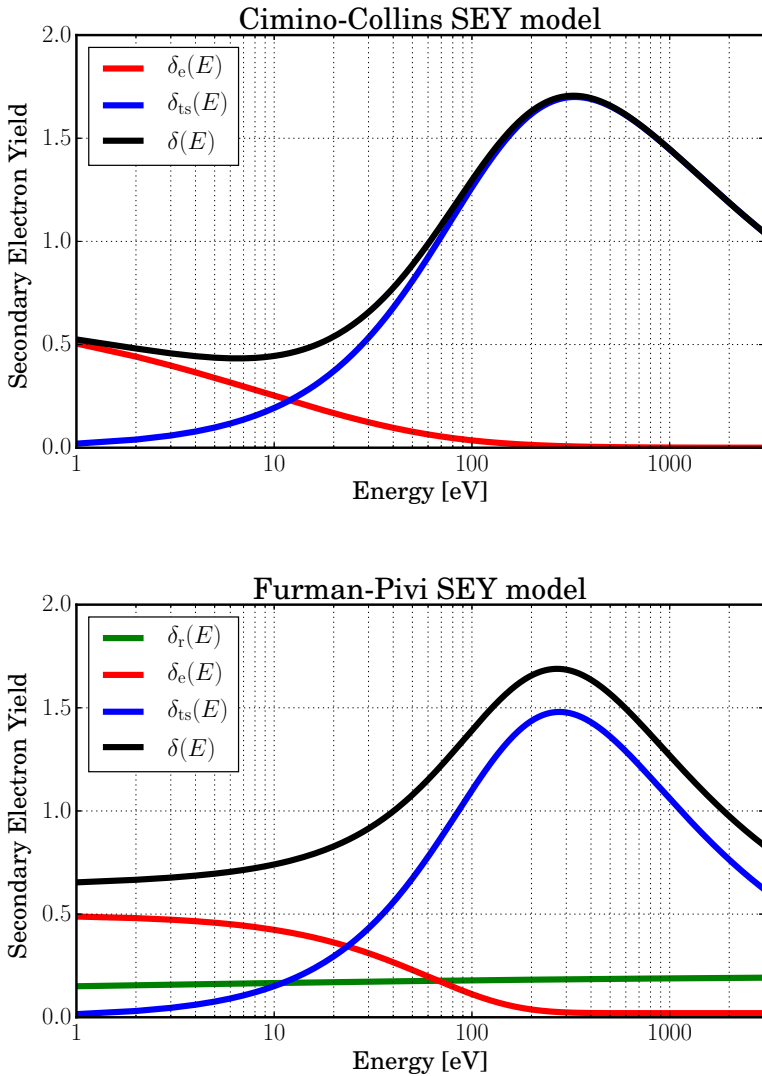 Cimino-Collins SEY model
2.0
1.5
1.0
0.5
0.0
Secondary Electron Yield
δe(E)
δts(E)
δ(E)
1 10 100 1000
Energy [eV]
Furman-Pivi SEY model
2.0
1.5
1.0
0.5
0.0
Secondary Electron Yield
δr(E)
δe(E)
δts(E)
δ(E)
1 10 100 1000
Energy [eV]